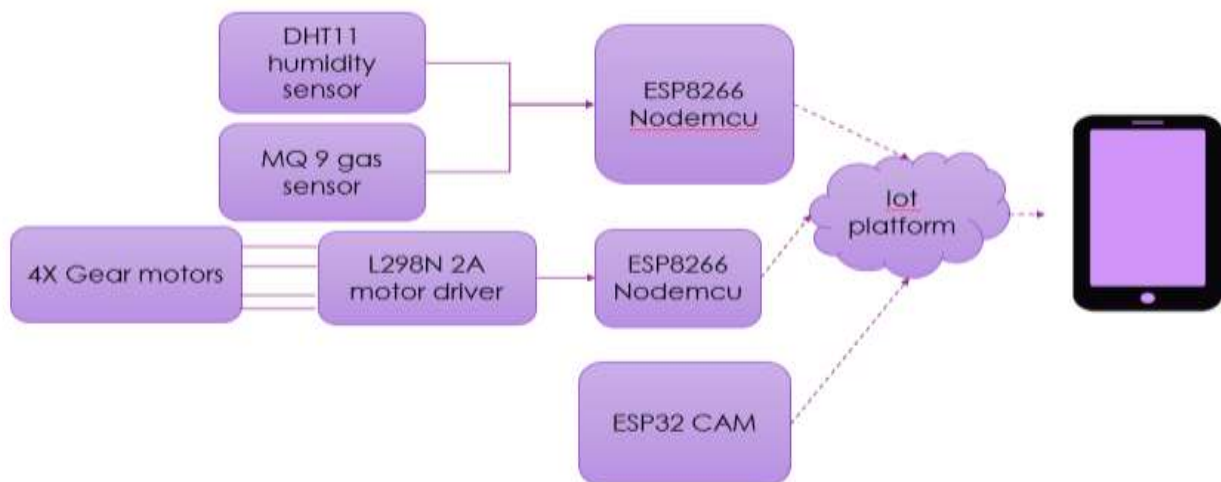 DHT11
humidity
sensor
ESP8266
Nodemcu
MQ 9 gas
sensor
Iot
platform
4X Gear motors
L298N 2A
motor driver
ESP8266
Nodemcu
ESP32 CAM